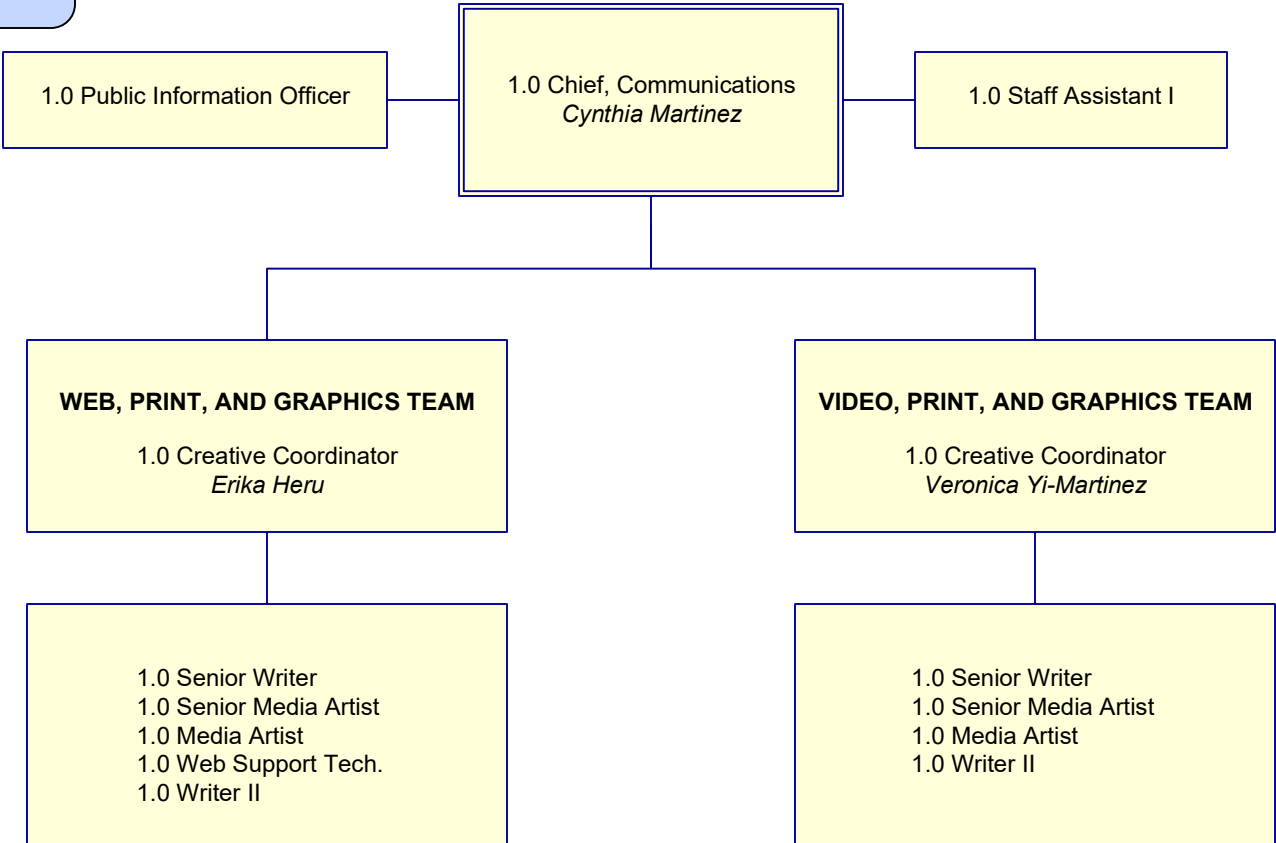 1.0 Public Information Officer
1.0 Chief, Communications
Cynthia Martinez
1.0 Staff Assistant I
WEB, PRINT, AND GRAPHICS TEAM
1.0 Creative Coordinator
Erika Heru
VIDEO, PRINT, AND GRAPHICS TEAM
1.0 Creative Coordinator
Veronica Yi-Martinez
1.0 Senior Writer
1.0 Senior Media Artist
1.0 Media Artist
1.0 Web Support Tech.
1.0 Writer II
1.0 Senior Writer
1.0 Senior Media Artist
1.0 Media Artist
1.0 Writer II